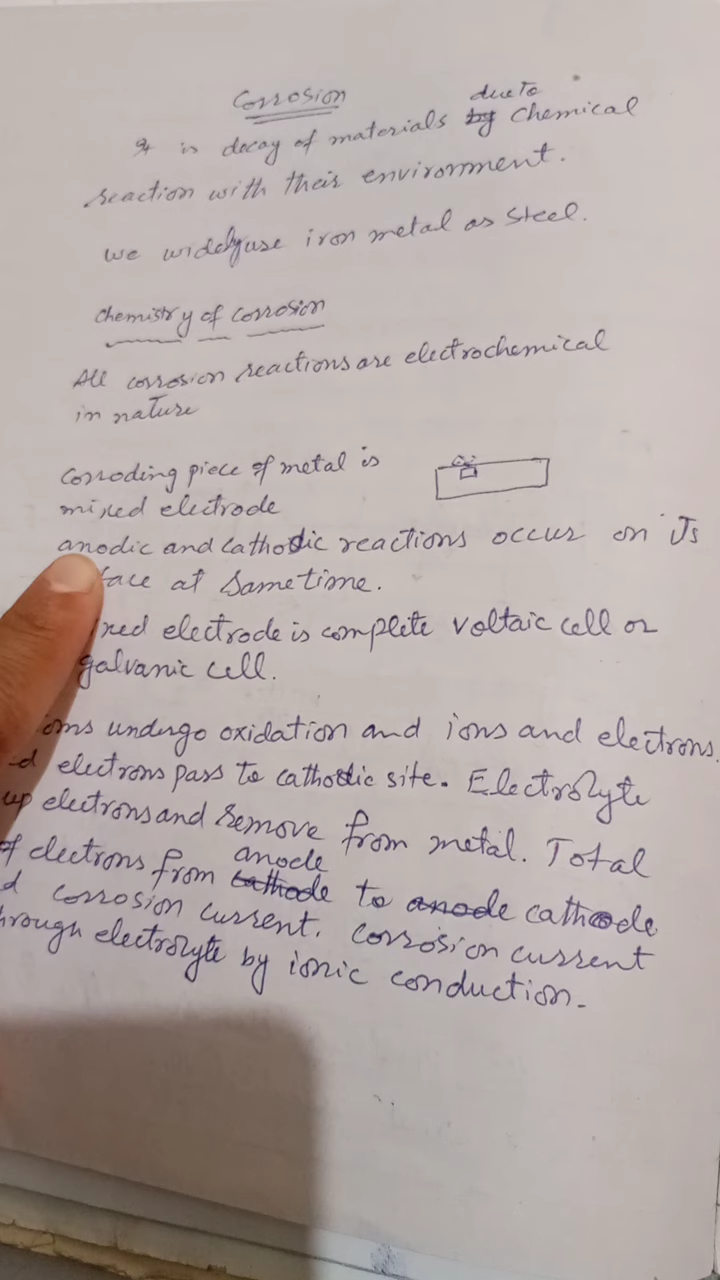 Corrosion
It is decay of materials due to Chemical
reaction with their environment.
we widely use iron metal as Steel.
Chemistry of corrosion
All corrosion reactions are electrochemical
in nature
Corroding piece of metal is
mixed electrode
anodic and cathodic reactions occur on Its
face at Same time.
xed electrode is complete voltaic cell or
galvanic cell.
oms undergo oxidation and ions and electrons.
d electrons pass to cathodic site. Electrolyte
up electrons and remove from metal. Total
of electrons from anode to cathode
d corrosion current. Corrosion current
hrough electrolyte by ionic conduction.